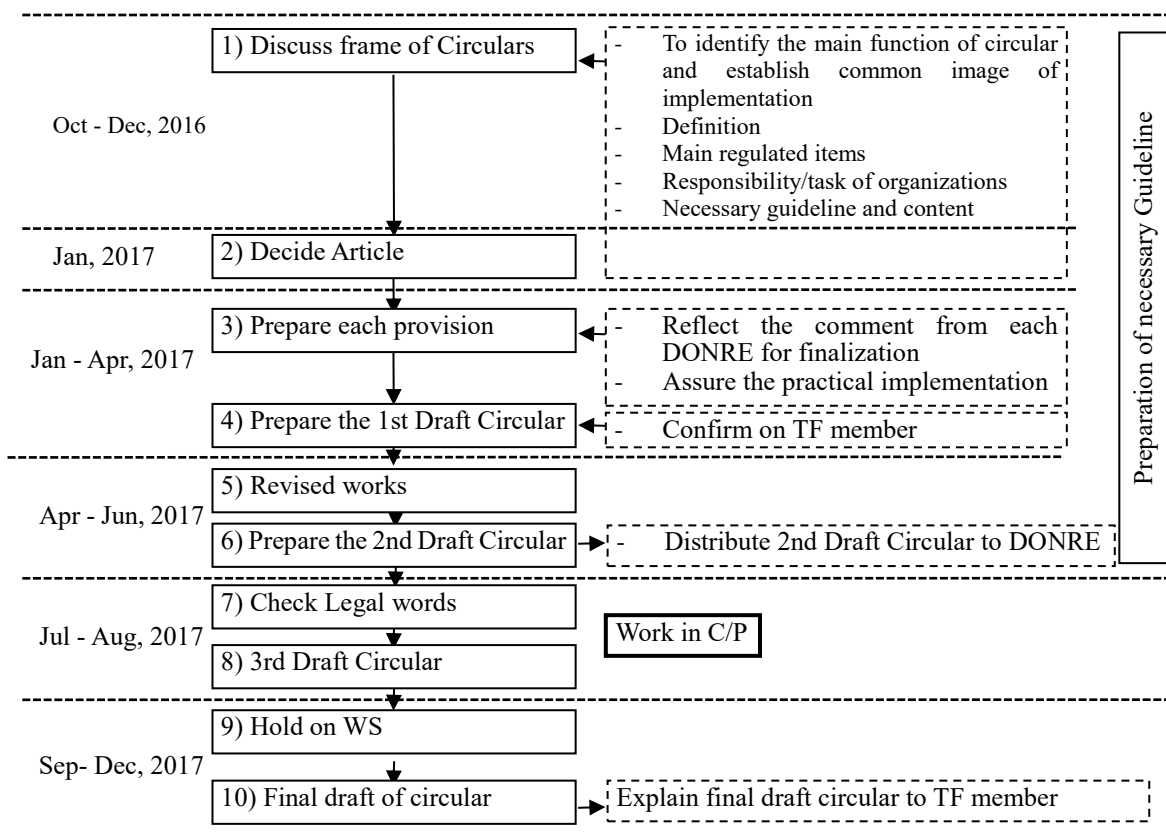 1) Discuss frame of Circulars
- To identify the main function of circular
and establish common image of
implementation
- Definition
- Main regulated items
- Responsibility/task of organizations
- Necessary guideline and content
Oct - Dec, 2016
Preparation of necessary Guideline
Jan, 2017
2) Decide Article
3) Prepare each provision
- Reflect the comment from each
DONRE for finalization
- Assure the practical implementation
Jan - Apr, 2017
4) Prepare the 1st Draft Circular
- Confirm on TF member
5) Revised works
Apr - Jun, 2017
6) Prepare the 2nd Draft Circular
- Distribute 2nd Draft Circular to DONRE
7) Check Legal words
Jul - Aug, 2017
Work in C/P
8) 3rd Draft Circular
9) Hold on WS
Sep- Dec, 2017
10) Final draft of circular
Explain final draft circular to TF member